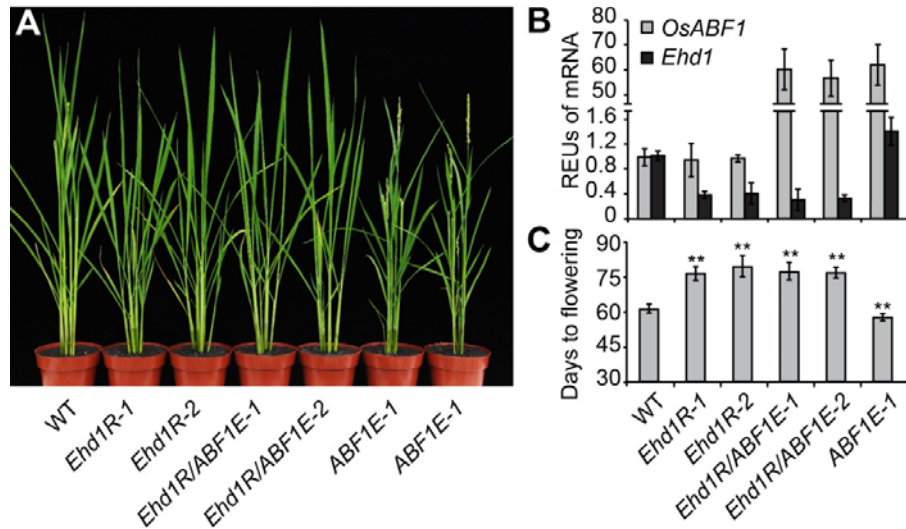 A
WT
Ehd1R-1
Ehd1R-2
Ehd1R/ABF1E-1
Ehd1R/ABF1E-2
ABF1E-1
ABF1E-1
B
OsABF1
Ehd1
REUs of mRNA
80
70
60
50
1.6
1.2
0.8
0.4
0
C
Days to flowering
90
75
60
45
30
**
**
**
**
**
WT
Ehd1R-1
Ehd1R-2
Ehd1R/ABF1E-1
Ehd1R/ABF1E-2
ABF1E-1